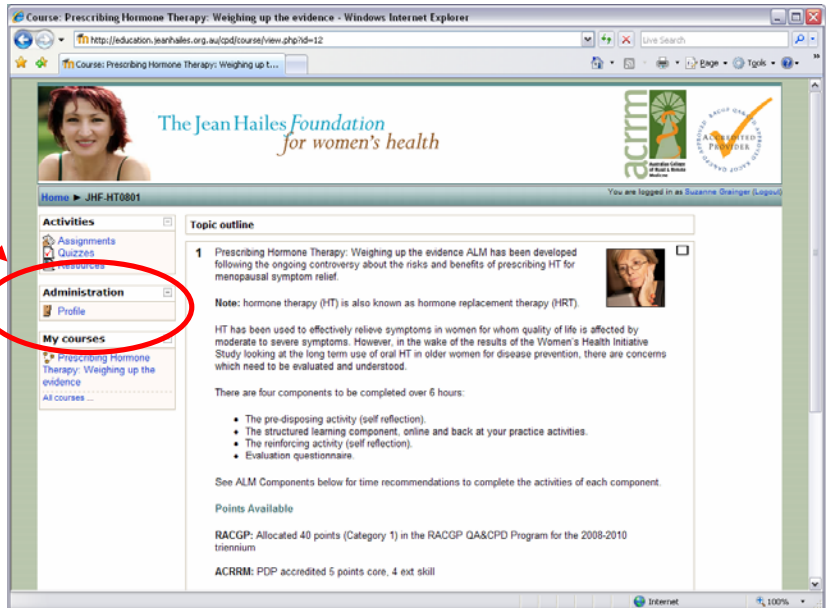 Course: Prescribing Hormone Therapy: Weighing up the evidence - Windows Internet Explorer
http://education.jeanhailes.org.au/cpd/course/view.php?id=12
Live Search
Course: Prescribing Hormone Therapy: Weighing up t...
Page
Tools
The Jean Hailes Foundation
for women's health
acrrm
Australian College
of Rural & Remote
Medicine
RACGP QA&CPD
ACCREDITED
PROVIDER
Home ► JHF-HT0801
You are logged in as Suzanne Grainger (Logout)
Activities
Assignments
Quizzes
Resources
Administration
Profile
My courses
Prescribing Hormone
Therapy: Weighing up the
evidence
All courses ...
Topic outline
1
Prescribing Hormone Therapy: Weighing up the evidence ALM has been developed
following the ongoing controversy about the risks and benefits of prescribing HT for
menopausal symptom relief.
Note: hormone therapy (HT) is also known as hormone replacement therapy (HRT).
HT has been used to effectively relieve symptoms in women for whom quality of life is affected by
moderate to severe symptoms. However, in the wake of the results of the Women's Health Initiative
Study looking at the long term use of oral HT in older women for disease prevention, there are concerns
which need to be evaluated and understood.
There are four components to be completed over 6 hours:
• The pre-disposing activity (self reflection).
• The structured learning component, online and back at your practice activities.
• The reinforcing activity (self reflection).
• Evaluation questionnaire.
See ALM Components below for time recommendations to complete the activities of each component.
Points Available
RACGP: Allocated 40 points (Category 1) in the RACGP QA&CPD Program for the 2008-2010
triennium
ACRRM: PDP accredited 5 points core, 4 ext skill
Internet
100%